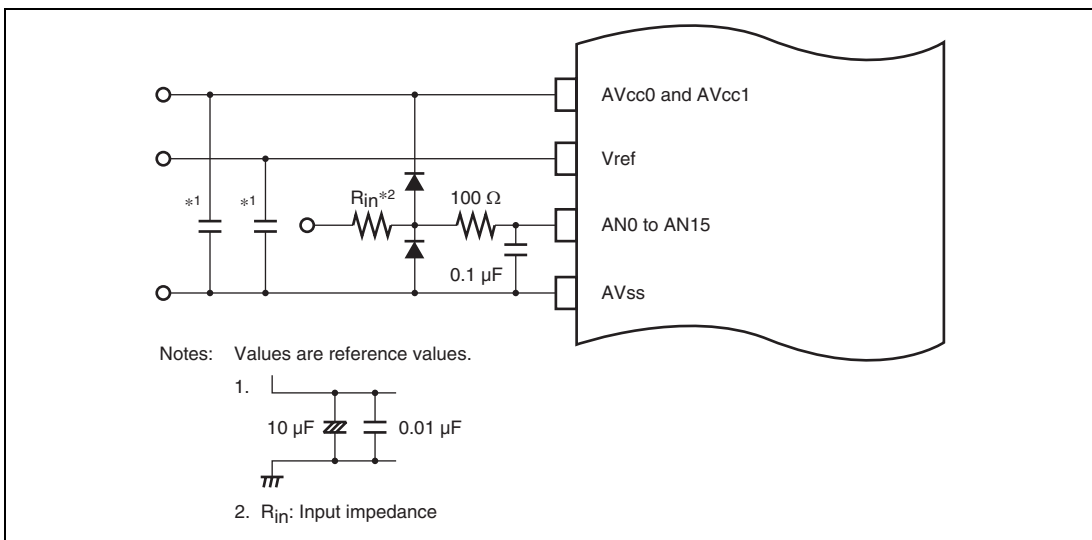 AVcc0 and AVcc1
Vref
*1 *1 Rin*2 100 Ω
AN0 to AN15
0.1 µF
AVss
Notes: Values are reference values.
1.
10 µF 0.01 µF
2. Rin: Input impedance